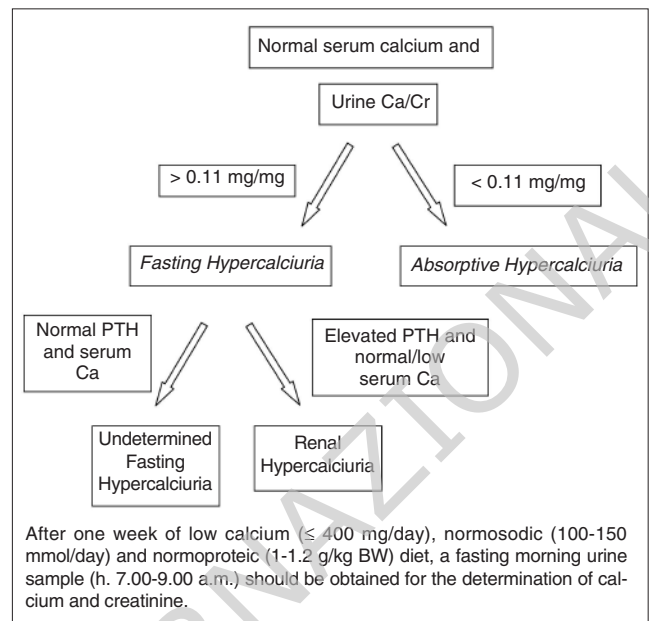 Normal serum calcium and
Urine Ca/Cr
> 0.11 mg/mg
< 0.11 mg/mg
Fasting Hypercalciuria
Absorptive Hypercalciuria
Normal PTH
and serum
Ca
Elevated PTH and
normal/low
serum Ca
Undetermined
Fasting
Hypercalciuria
Renal
Hypercalciuria
After one week of low calcium (≤ 400 mg/day), normosodic (100-150
mmol/day) and normoproteic (1-1.2 g/kg BW) diet, a fasting morning urine
sample (h. 7.00-9.00 a.m.) should be obtained for the determination of cal-
cium and creatinine.
RNAZIONAL